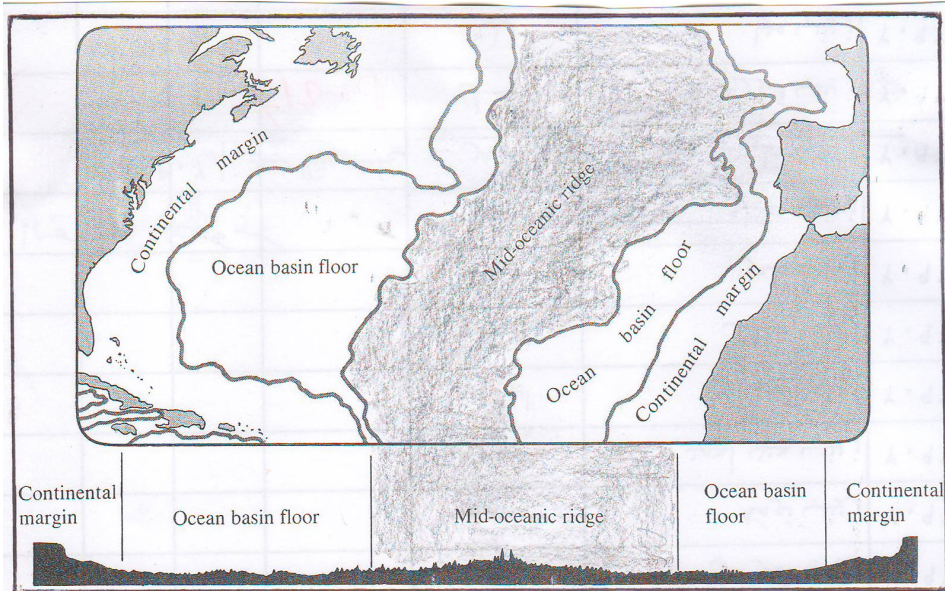 Continental margin
Ocean basin floor
Mid-oceanic ridge
Ocean basin floor
Continental margin
Continental
margin
Ocean basin floor
Mid-oceanic ridge
Ocean basin
floor
Continental
margin